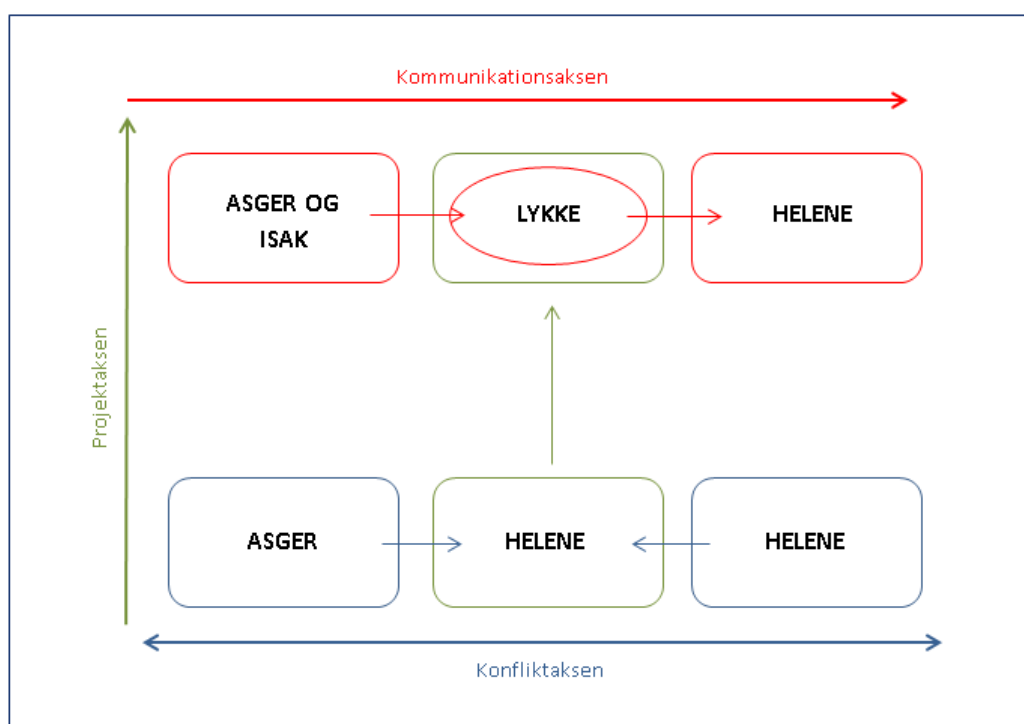 Kommunikationsaksen
ASGER OG
ISAK
LYKKE
HELENE
Projektaksen
ASGER
HELENE
HELENE
Konfliktaksen